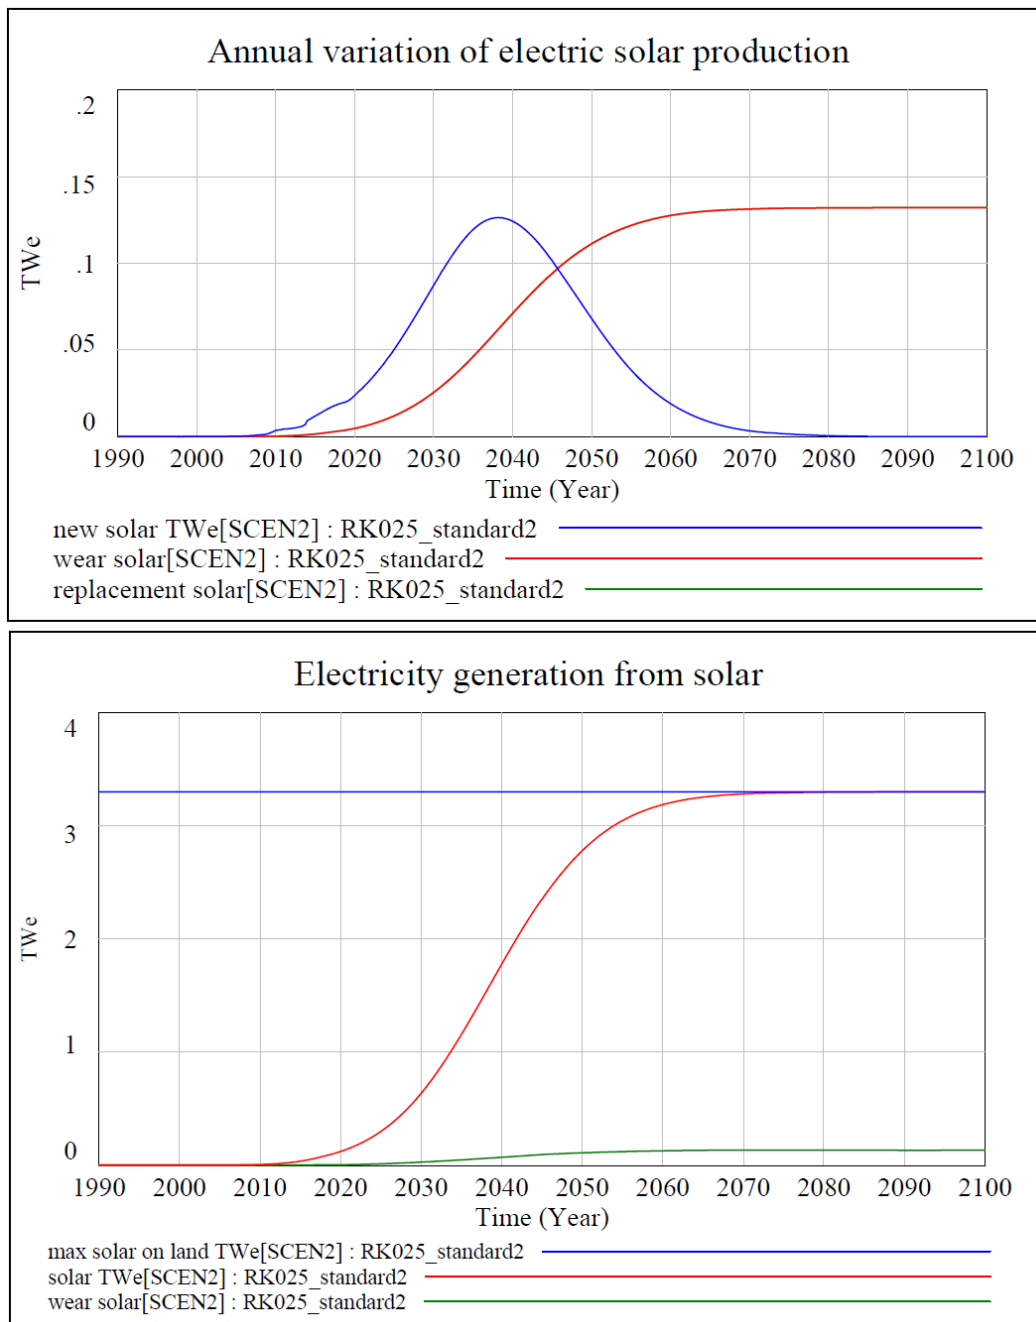 Annual variation of electric solar production
.2
.15
.1
.05
0
TWe
1990 2000 2010 2020 2030 2040 2050 2060 2070 2080 2090 2100
Time (Year)
new solar TWe[SCEN2] : RK025_standard2
wear solar[SCEN2] : RK025_standard2
replacement solar[SCEN2] : RK025_standard2
Electricity generation from solar
4
3
2
1
0
TWe
1990 2000 2010 2020 2030 2040 2050 2060 2070 2080 2090 2100
Time (Year)
max solar on land TWe[SCEN2] : RK025_standard2
solar TWe[SCEN2] : RK025_standard2
wear solar[SCEN2] : RK025_standard2